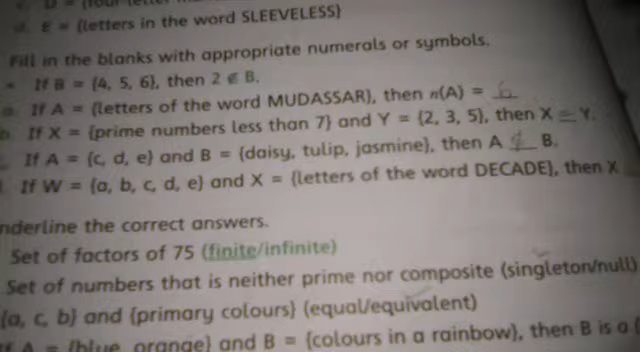 E = {letters in the word SLEEVELESS}
Fill in the blanks with appropriate numerals or symbols.
If B = {4, 5, 6}, then 2 ∉ B.
If A = {letters of the word MUDASSAR}, then n(A) = 6
b. If X = {prime numbers less than 7} and Y = {2, 3, 5}, then X = Y.
If A = {c, d, e} and B = {daisy, tulip, jasmine}, then A B.
If W = {a, b, c, d, e} and X = {letters of the word DECADE}, then X
nderline the correct answers.
Set of factors of 75 (finite/infinite)
Set of numbers that is neither prime nor composite (singleton/null)
{a, c, b} and {primary colours} (equal/equivalent)
If A = {blue, orange} and B = {colours in a rainbow}, then B is a (